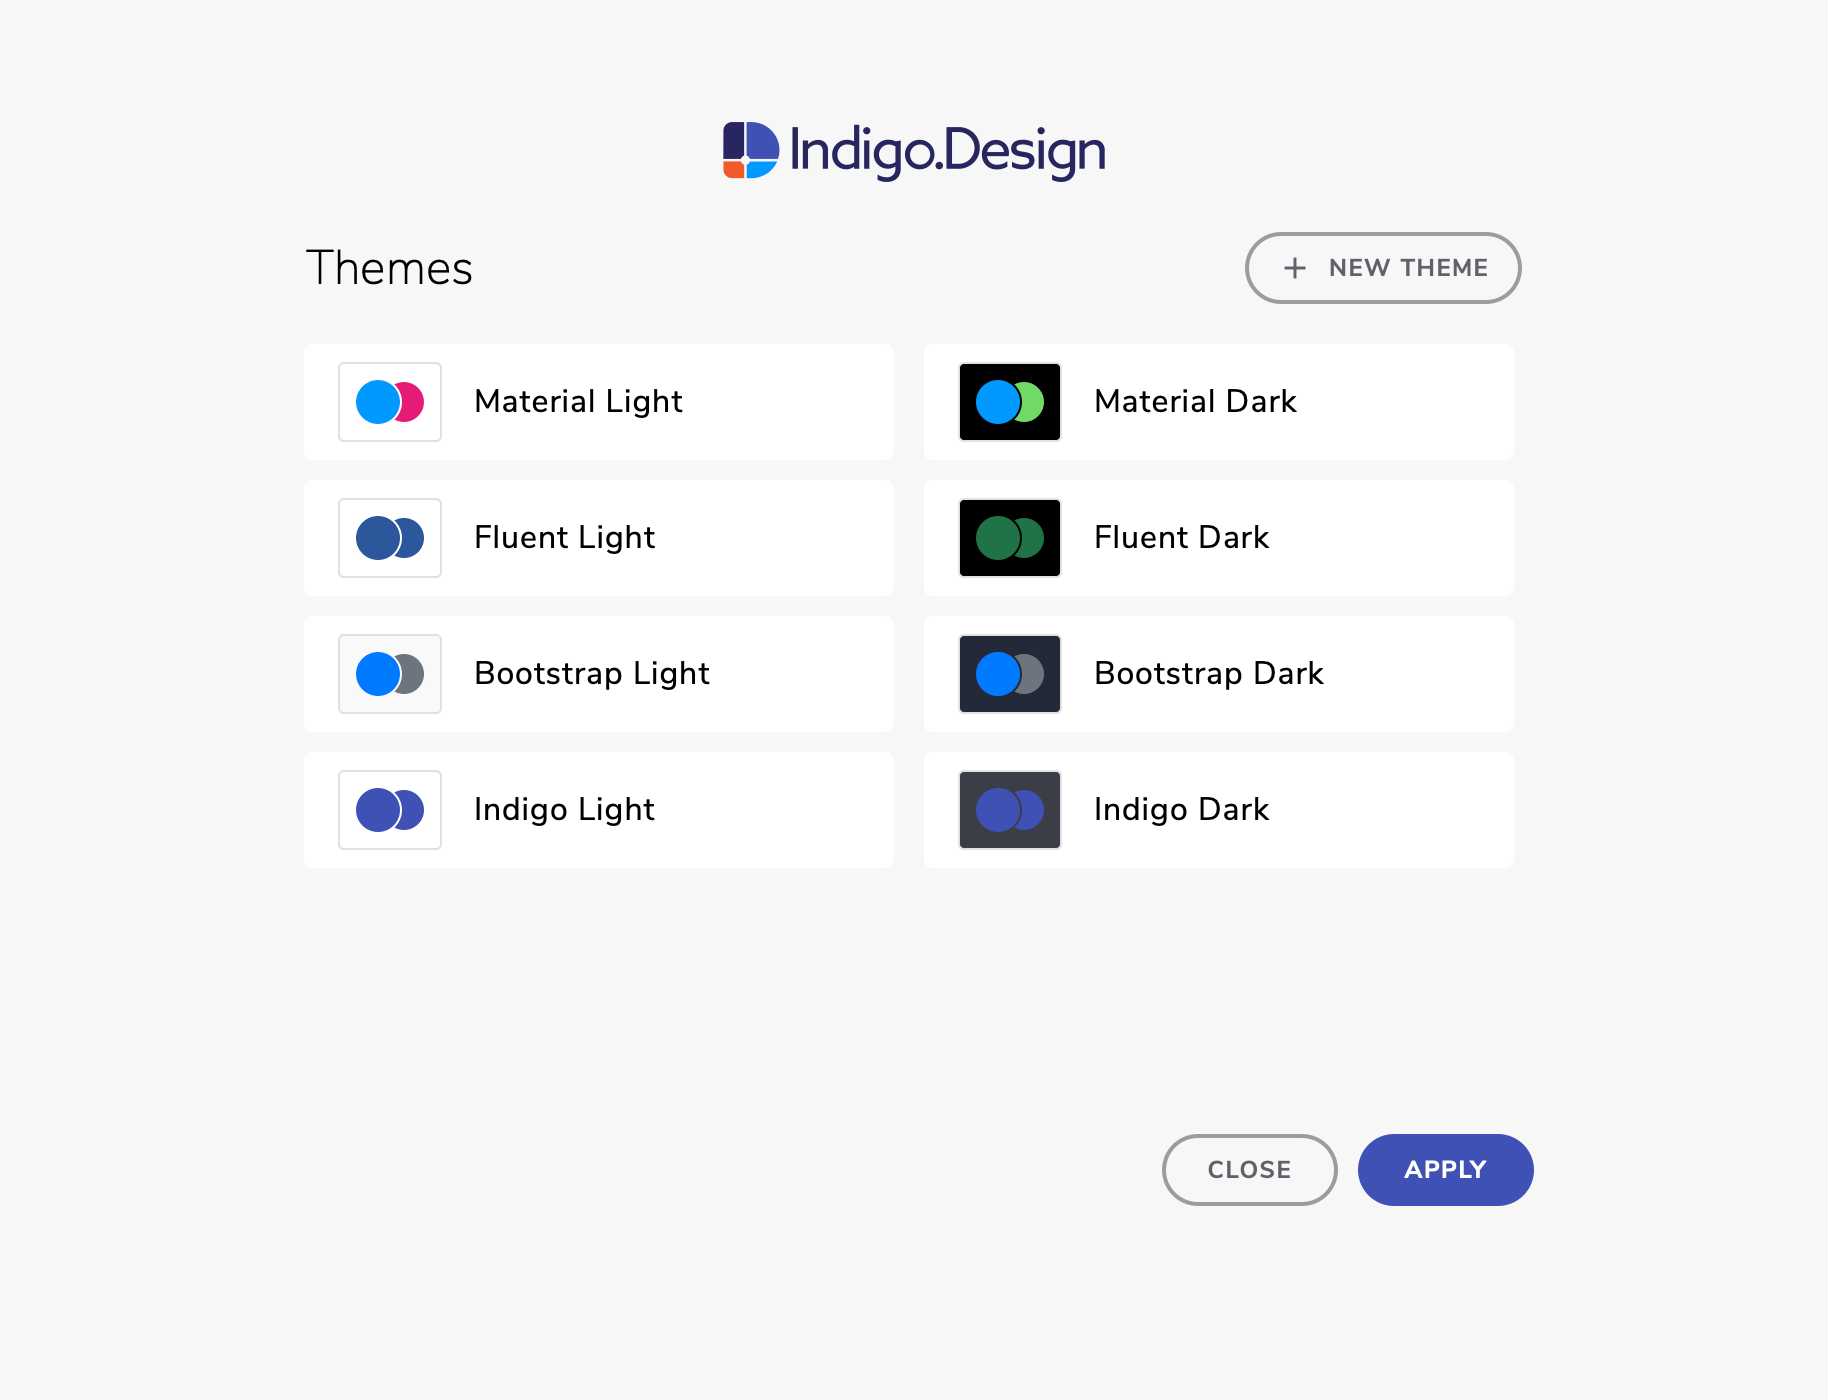 Indigo.Design
Themes
NEW THEME
Material Light
Material Dark
Fluent Light
Fluent Dark
Bootstrap Light
Bootstrap Dark
Indigo Light
Indigo Dark
CLOSE
APPLY